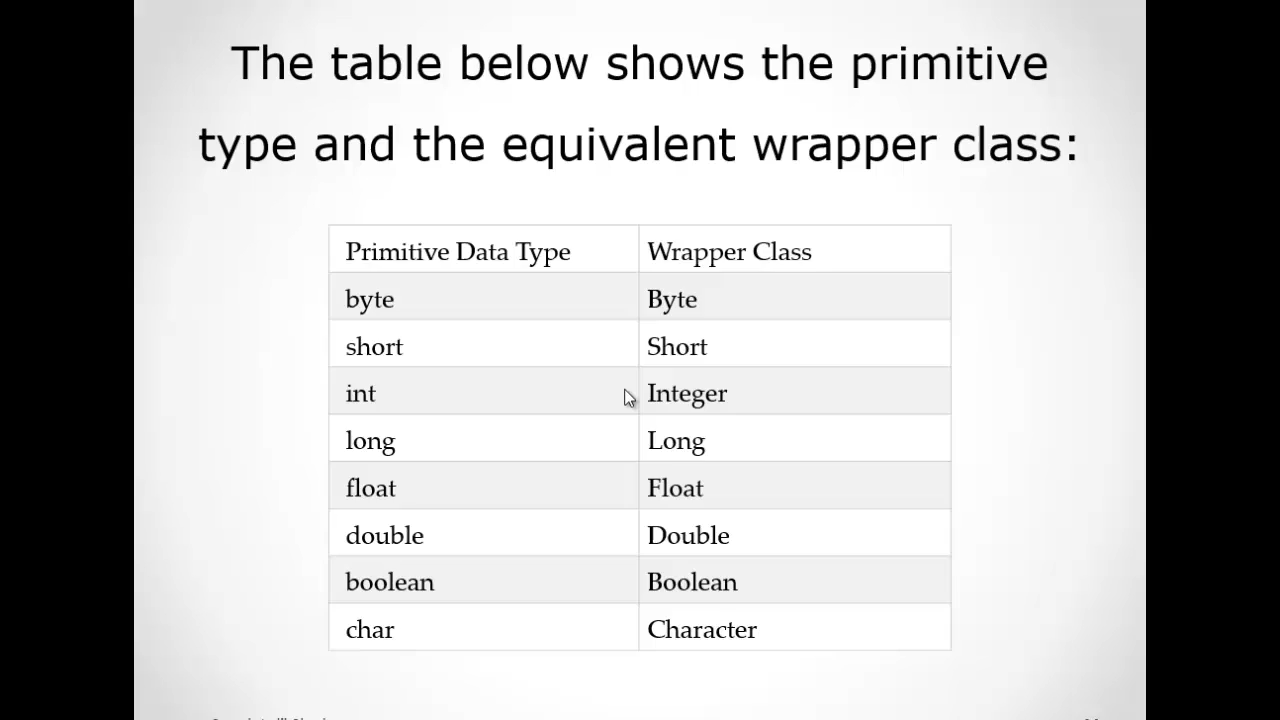 The table below shows the primitive
type and the equivalent wrapper class:
Primitive Data Type Wrapper Class
byte Byte
short Short
int Integer
long Long
float Float
double Double
boolean Boolean
char Character